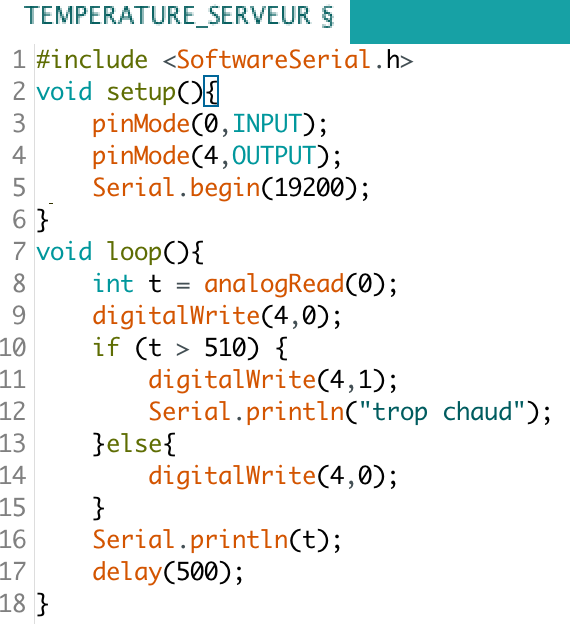 TEMPERATURE_SERVEUR §
1 #include <SoftwareSerial.h>
2 void setup(){
3 pinMode(0,INPUT);
4 pinMode(4,OUTPUT);
5 Serial.begin(19200);
6 }
7 void loop(){
8 int t = analogRead(0);
9 digitalWrite(4,0);
10 if (t > 510) {
11 digitalWrite(4,1);
12 Serial.println("trop chaud");
13 }else{
14 digitalWrite(4,0);
15 }
16 Serial.println(t);
17 delay(500);
18 }